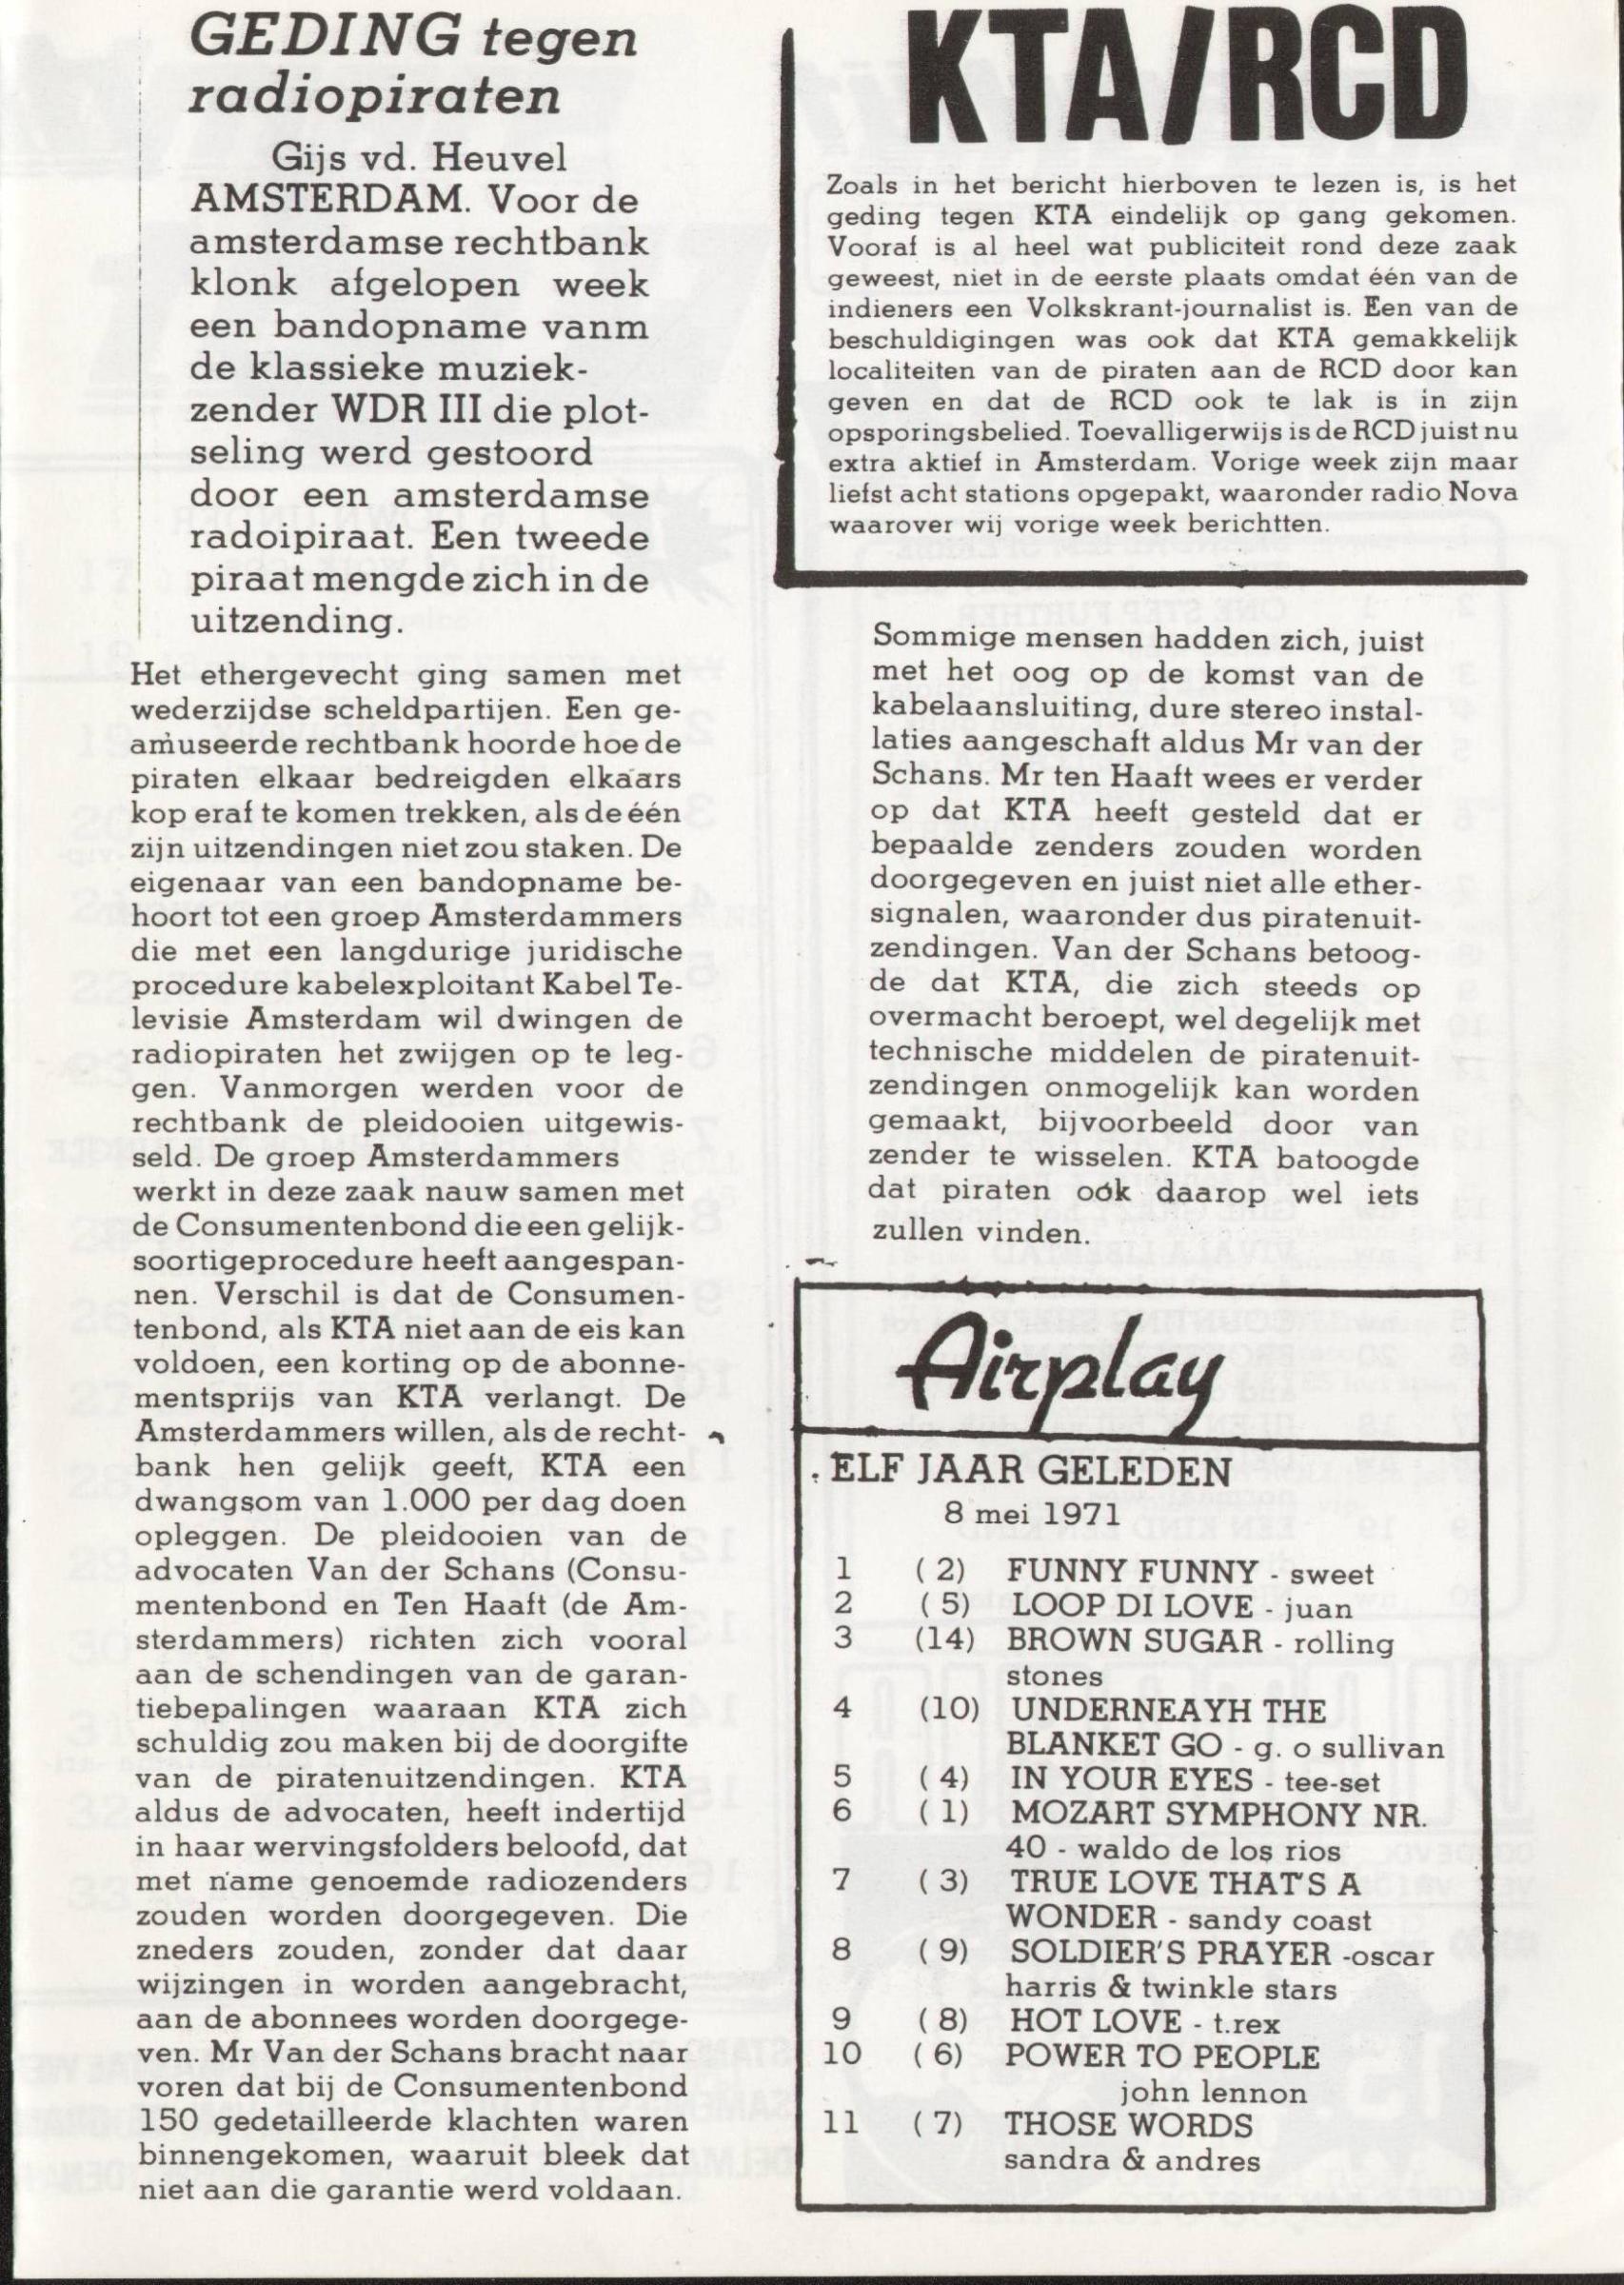 GEDING tegen
radiopiraten
Gijs vd. Heuvel
AMSTERDAM. Voor de
amsterdamse rechtbank
klonk afgelopen week
een bandopname vanm
de klassieke muziek-
zender WDR III die plot-
seling werd gestoord
door een amsterdamse
radoipiraat. Een tweede
piraat mengde zich in de
uitzending.
Het ethergevecht ging samen met
wederzijdse scheldpartijen. Een ge-
amuseerde rechtbank hoorde hoe de
piraten elkaar bedreigden elkaars
kop eraf te komen trekken, als de één
zijn uitzendingen niet zou staken. De
eigenaar van een bandopname be-
hoort tot een groep Amsterdammers
die met een langdurige juridische
procedure kabelexploitant Kabel Te-
levisie Amsterdam wil dwingen de
radiopiraten het zwijgen op te leg-
gen. Vanmorgen werden voor de
rechtbank de pleidooien uitgewis-
seld. De groep Amsterdammers
werkt in deze zaak nauw samen met
de Consumentenbond die een gelijk-
soortigeprocedure heeft aangespan-
nen. Verschil is dat de Consumen-
tenbond, als KTA niet aan de eis kan
voldoen, een korting op de abonne-
mentsprijs van KTA verlangt. De
Amsterdammers willen, als de recht-
bank hen gelijk geeft, KTA een
dwangsom van 1.000 per dag doen
opleggen. De pleidooien van de
advocaten Van der Schans (Consu-
mentenbond en Ten Haaft (de Am-
sterdammers) richten zich vooral
aan de schendingen van de garan-
tiebepalingen waaraan KTA zich
schuldig zou maken bij de doorgifte
van de piratenuitzendingen. KTA
aldus de advocaten, heeft indertijd
in haar wervingsfolders beloofd, dat
met name genoemde radiozenders
zouden worden doorgegeven. Die
zneders zouden, zonder dat daar
wijzingen in worden aangebracht,
aan de abonnees worden doorgege-
ven. Mr Van der Schans bracht naar
voren dat bij de Consumentenbond
150 gedetailleerde klachten waren
binnengekomen, waaruit bleek dat
niet aan die garantie werd voldaan.
KTA/RCD
Zoals in het bericht hierboven te lezen is, is het
geding tegen KTA eindelijk op gang gekomen.
Vooraf is al heel wat publiciteit rond deze zaak
geweest, niet in de eerste plaats omdat één van de
indieners een Volkskrant-journalist is. Een van de
beschuldigingen was ook dat KTA gemakkelijk
localiteiten van de piraten aan de RCD door kan
geven en dat de RCD ook te lak is in zijn
opsporingsbelied. Toevalligerwijs is de RCD juist nu
extra aktief in Amsterdam. Vorige week zijn maar
liefst acht stations opgepakt, waaronder radio Nova
waarover wij vorige week berichtten.
Sommige mensen hadden zich, juist
met het oog op de komst van de
kabelaansluiting, dure stereo instal-
laties aangeschaft aldus Mr van der
Schans. Mr ten Haaft wees er verder
op dat KTA heeft gesteld dat er
bepaalde zenders zouden worden
doorgegeven en juist niet alle ether-
signalen, waaronder dus piratenuit-
zendingen. Van der Schans betoog-
de dat KTA, die zich steeds op
overmacht beroept, wel degelijk met
technische middelen de piratenuit-
zendingen onmogelijk kan worden
gemaakt, bijvoorbeeld door van
zender te wisselen. KTA batoogde
dat piraten oók daarop wel iets
zullen vinden.
Airplay
ELF JAAR GELEDEN
8 mei 1971
1 ( 2) FUNNY FUNNY - sweet
2 ( 5) LOOP DI LOVE - juan
3 (14) BROWN SUGAR - rolling
stones
4 (10) UNDERNEAYH THE
BLANKET GO - g. o sullivan
5 ( 4) IN YOUR EYES - tee-set
6 ( 1) MOZART SYMPHONY NR.
40 - waldo de los rios
7 ( 3) TRUE LOVE THAT'S A
WONDER - sandy coast
8 ( 9) SOLDIER'S PRAYER -oscar
harris & twinkle stars
9 ( 8) HOT LOVE - t.rex
10 ( 6) POWER TO PEOPLE
john lennon
11 ( 7) THOSE WORDS
sandra & andres